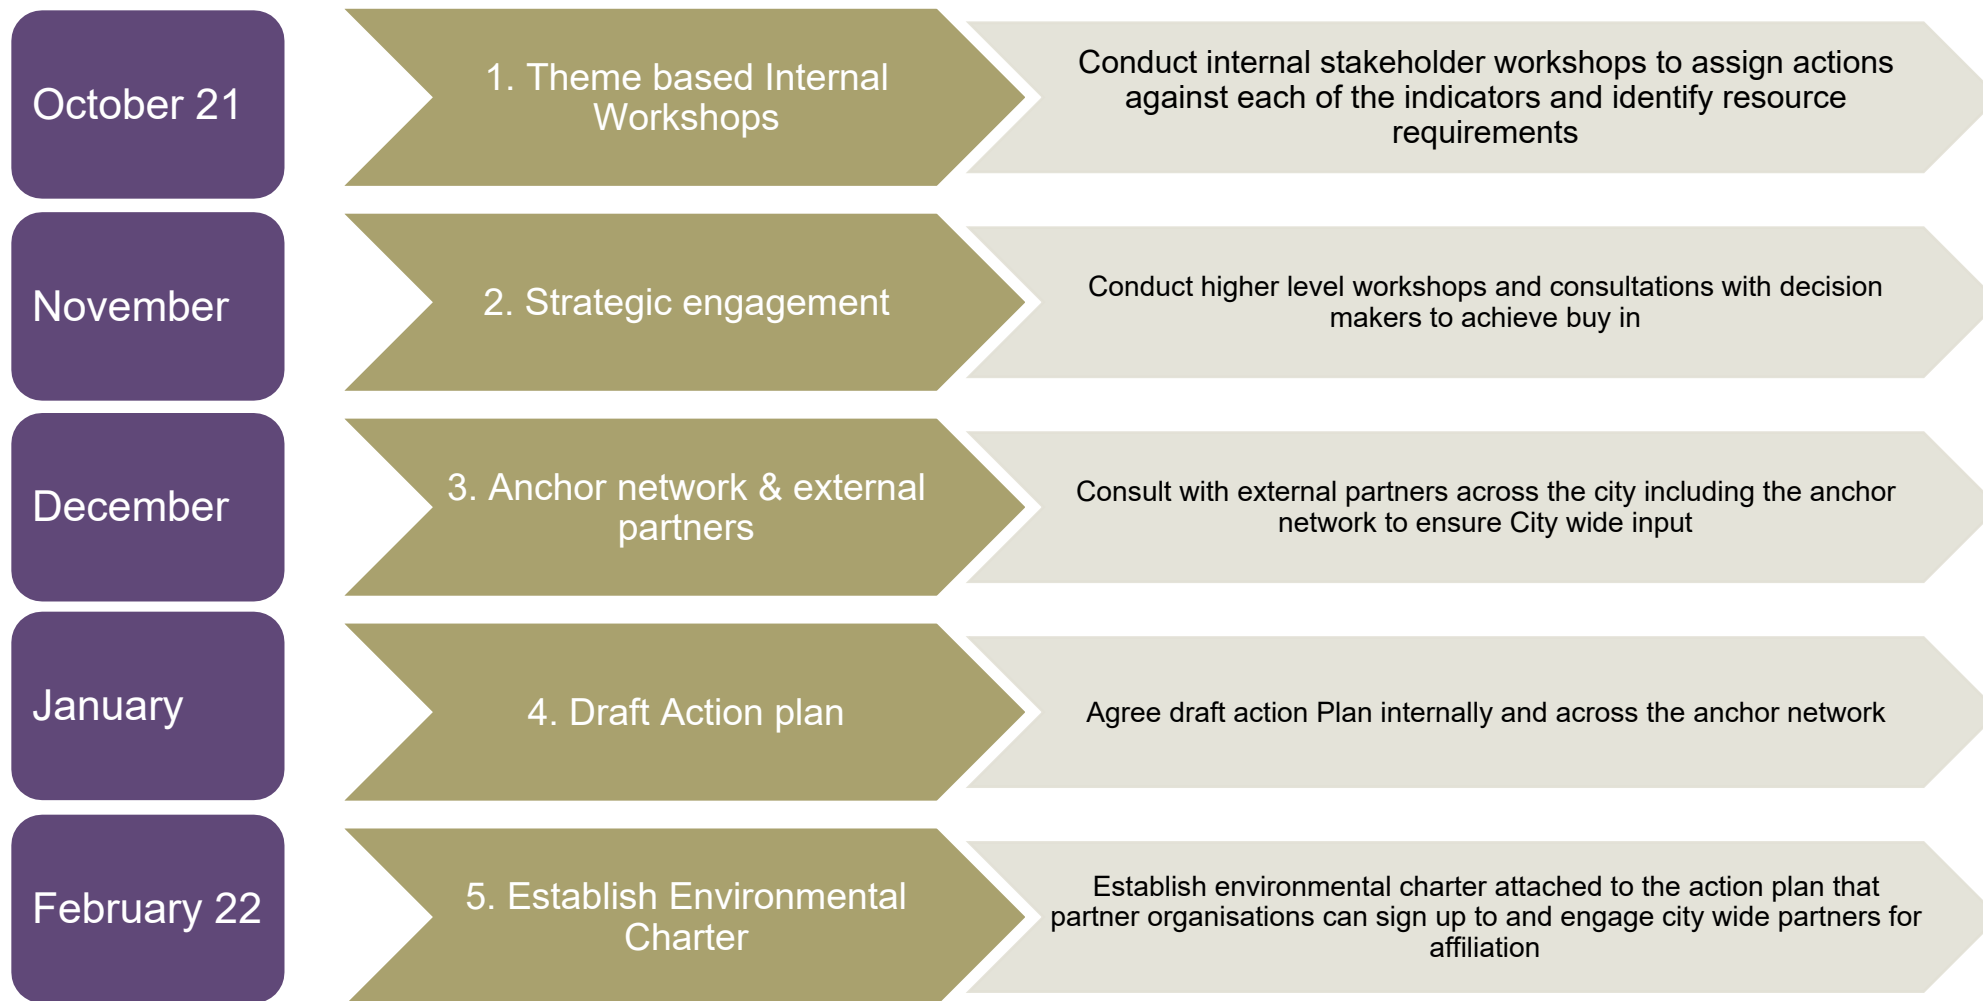 October 21
1. Theme based Internal
Workshops
Conduct internal stakeholder workshops to assign actions
against each of the indicators and identify resource
requirements
November
2. Strategic engagement
Conduct higher level workshops and consultations with decision
makers to achieve buy in
December
3. Anchor network & external
partners
Consult with external partners across the city including the anchor
network to ensure City wide input
January
4. Draft Action plan
Agree draft action Plan internally and across the anchor network
February 22
5. Establish Environmental
Charter
Establish environmental charter attached to the action plan that
partner organisations can sign up to and engage city wide partners for
affiliation